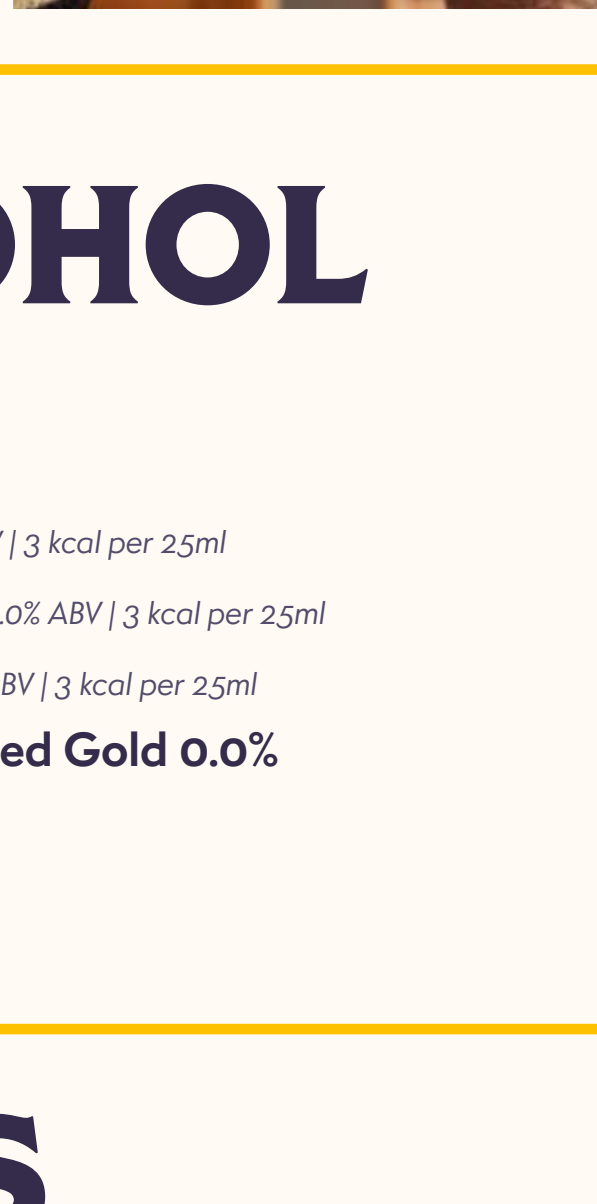 OHOL
| 3 kcal per 25ml
.0% ABV | 3 kcal per 25ml
BV | 3 kcal per 25ml
ed Gold 0.0%
S